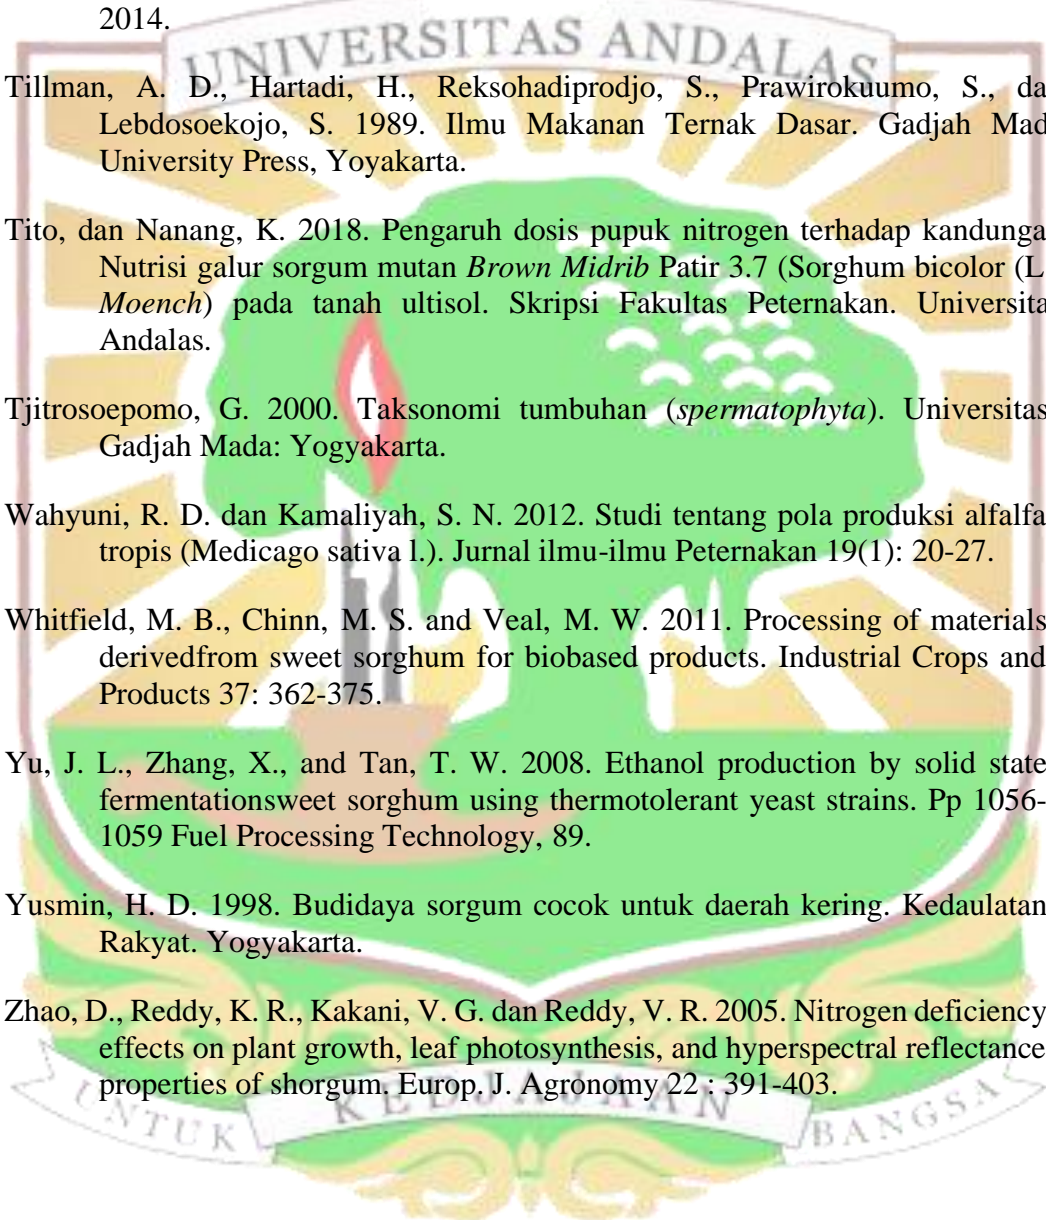 2014.
UNIVERSITAS ANDALAS
Tillman, A. D., Hartadi, H., Reksohadiprodjo, S., Prawirokuumo, S., da
Lebdosoekojo, S. 1989. Ilmu Makanan Ternak Dasar. Gadjah Mad
University Press, Yoyakarta.
Tito, dan Nanang, K. 2018. Pengaruh dosis pupuk nitrogen terhadap kandunga
Nutrisi galur sorgum mutan Brown Midrib Patir 3.7 (Sorghum bicolor (L
Moench) pada tanah ultisol. Skripsi Fakultas Peternakan. Universita
Andalas.
Tjitrosoepomo, G. 2000. Taksonomi tumbuhan (spermatophyta). Universitas
Gadjah Mada: Yogyakarta.
Wahyuni, R. D. dan Kamaliyah, S. N. 2012. Studi tentang pola produksi alfalfa
tropis (Medicago sativa l.). Jurnal ilmu-ilmu Peternakan 19(1): 20-27.
Whitfield, M. B., Chinn, M. S. and Veal, M. W. 2011. Processing of materials
derivedfrom sweet sorghum for biobased products. Industrial Crops and
Products 37: 362-375.
Yu, J. L., Zhang, X., and Tan, T. W. 2008. Ethanol production by solid state
fermentationsweet sorghum using thermotolerant yeast strains. Pp 1056-
1059 Fuel Processing Technology, 89.
Yusmin, H. D. 1998. Budidaya sorgum cocok untuk daerah kering. Kedaulatan
Rakyat. Yogyakarta.
Zhao, D., Reddy, K. R., Kakani, V. G. dan Reddy, V. R. 2005. Nitrogen deficiency
effects on plant growth, leaf photosynthesis, and hyperspectral reflectance
properties of shorgum. Europ. J. Agronomy 22 : 391-403.
UNTUK KEDJAJAAN BANGSA